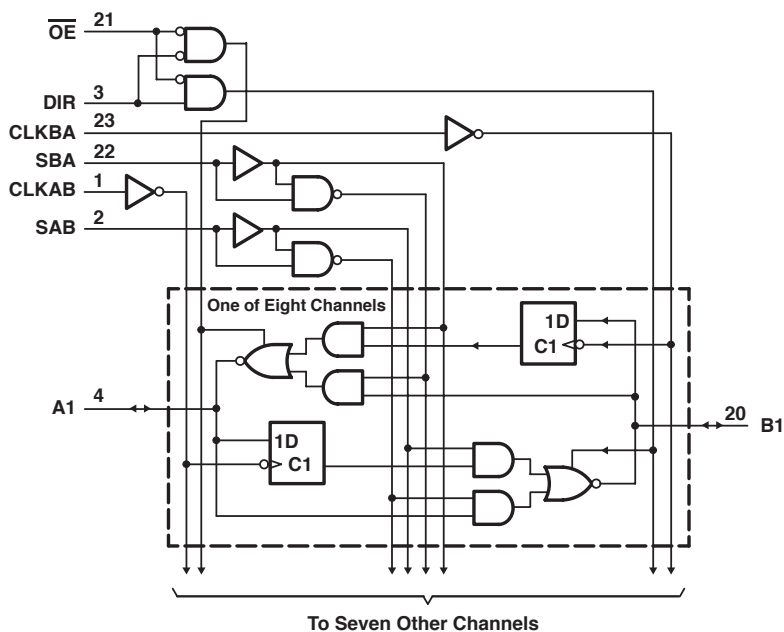 OE 21
DIR 3
CLKBA 23
SBA 22
CLKAB 1
SAB 2
One of Eight Channels
1D
C1
A1 4
1D
C1
20 B1
To Seven Other Channels